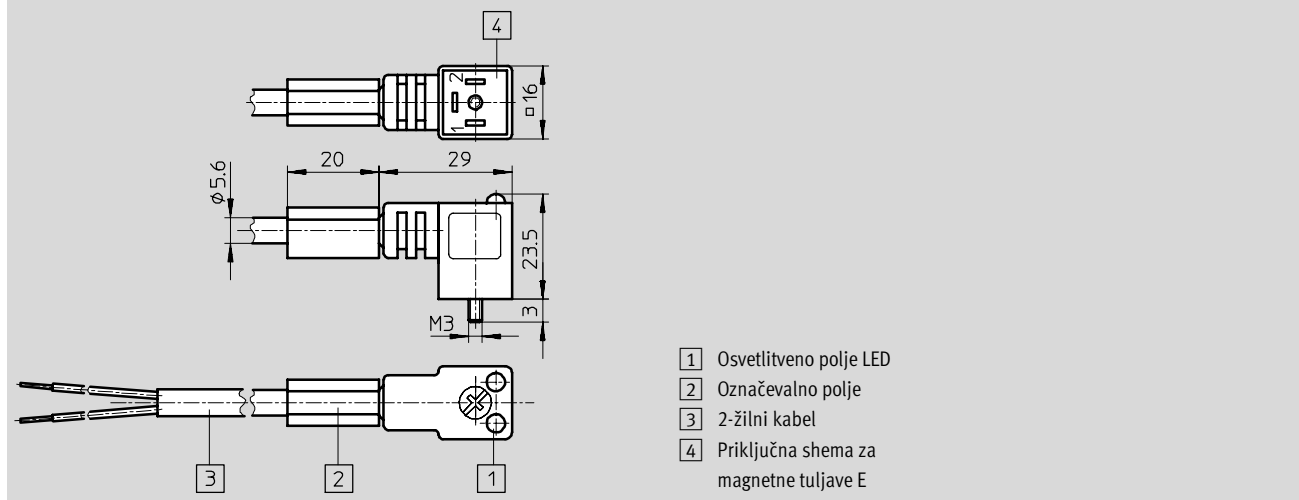 4
2
1
□16
20
29
ø5.6
23.5
3
M3
1 Osvetlitveno polje LED
2 Označevalno polje
3 2-žilni kabel
4 Priključna shema za
magnetne tuljave E
3
2
1